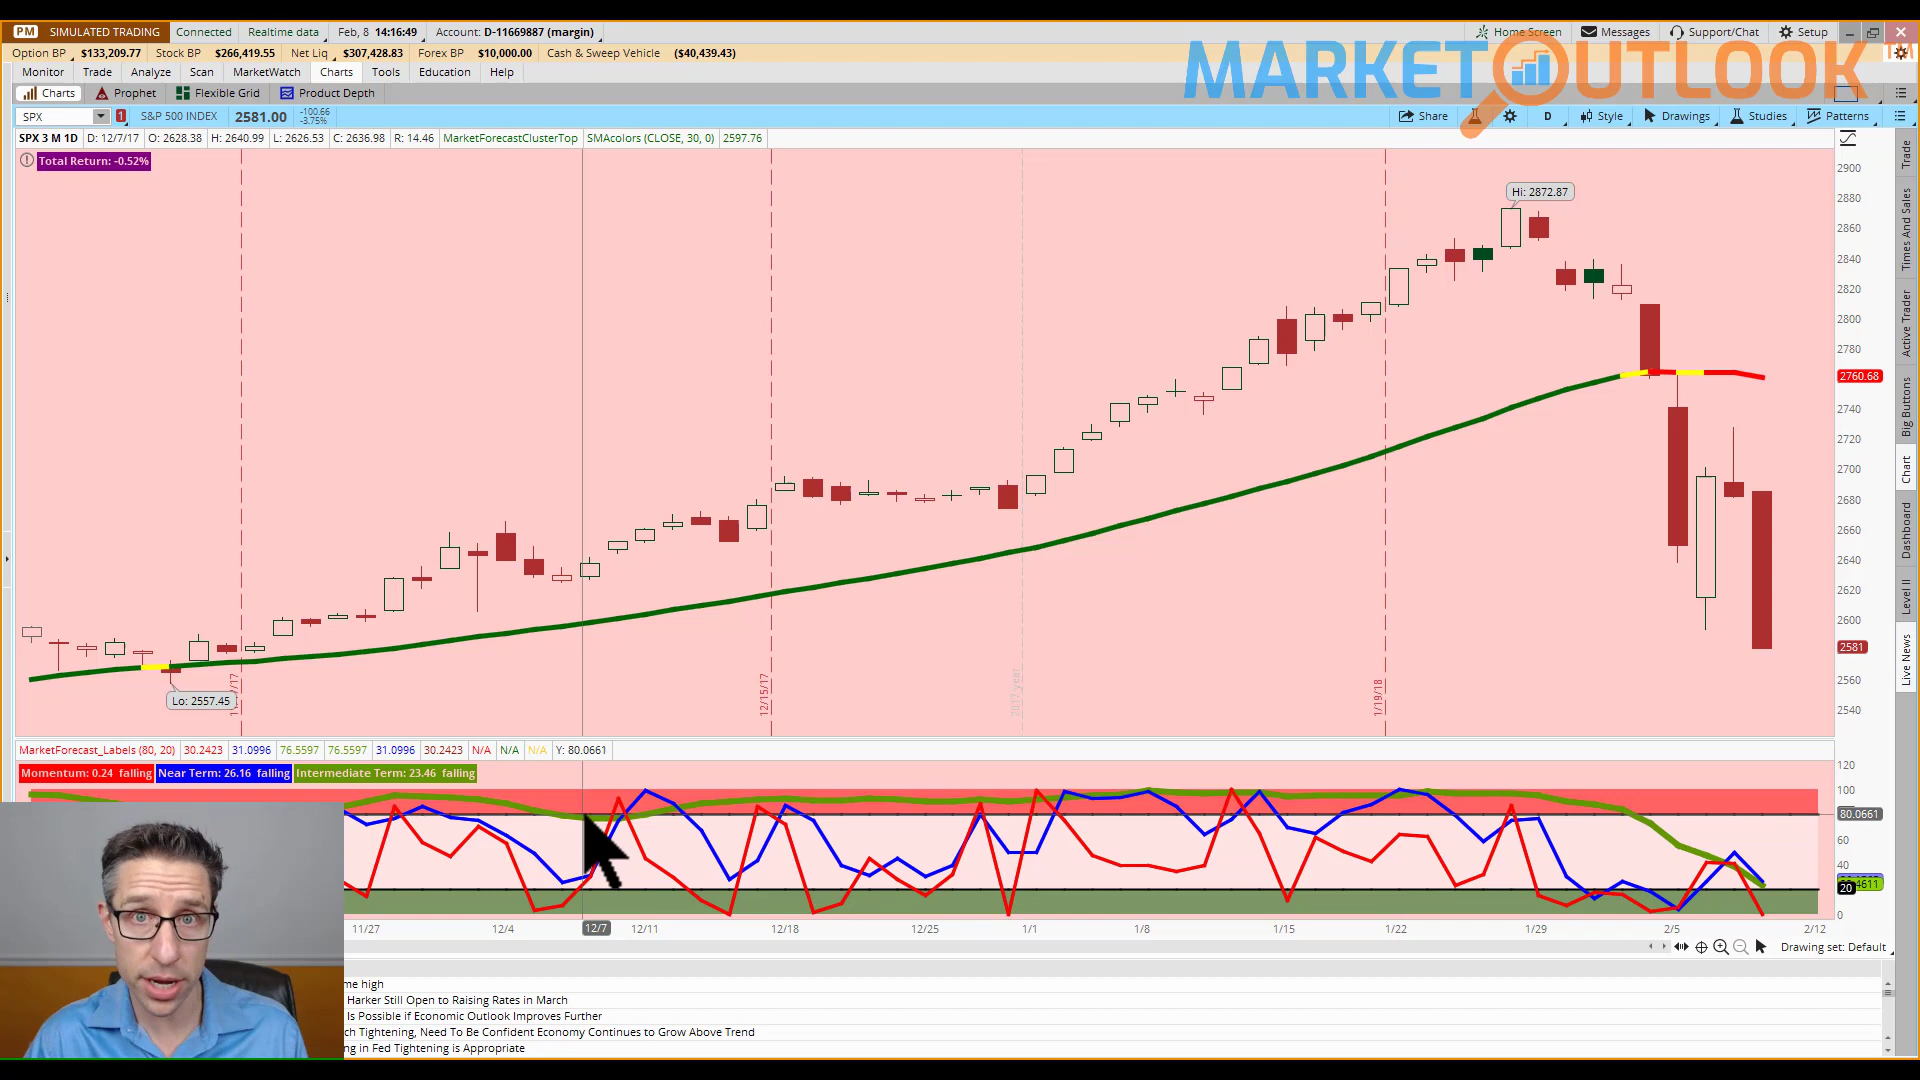 PM SIMULATED TRADING Connected Realtime data Feb, 8 14:16:49 Account: D-11669887 (margin) Home Screen Messages Support/Chat Setup
Option BP $133,209.77 Stock BP $266,419.55 Net Liq $307,428.83 Forex BP $10,000.00 Cash & Sweep Vehicle ($40,439.43)
MARKET OUTLOOK TM
Monitor Trade Analyze Scan MarketWatch Charts Tools Education Help
Charts Prophet Flexible Grid Product Depth
SPX 1 S&P 500 INDEX 2581.00 -100.66 -3.75% Share D Style Drawings Studies Patterns
SPX 3 M 1D D: 12/7/17 O: 2628.38 H: 2640.99 L: 2626.53 C: 2636.98 R: 14.46 MarketForecastClusterTop SMAcolors (CLOSE, 30, 0) 2597.76
Total Return: -0.52%
Hi: 2872.87
Lo: 2557.45
12/15/17
2017 year
1/19/18
2900
2880
2860
2840
2820
2800
2780
2760.68
2740
2720
2700
2680
2660
2640
2620
2600
2581
2560
2540
Trade
Times And Sales
Active Trader
Big Buttons
Chart
Dashboard
Level II
Live News
MarketForecast_Labels (80, 20) 30.2423 31.0996 76.5597 76.5597 31.0996 30.2423 N/A N/A N/A Y: 80.0661
Momentum: 0.24 falling Near Term: 26.16 falling Intermediate Term: 23.46 falling
120
100
80.0661
60
40
20
0
11/27 12/4 12/7 12/11 12/18 12/25 1/1 1/8 1/15 1/22 1/29 2/5 2/12
Drawing set: Default
me high
Harker Still Open to Raising Rates in March
Is Possible if Economic Outlook Improves Further
ch Tightening, Need To Be Confident Economy Continues to Grow Above Trend
ng in Fed Tightening is Appropriate